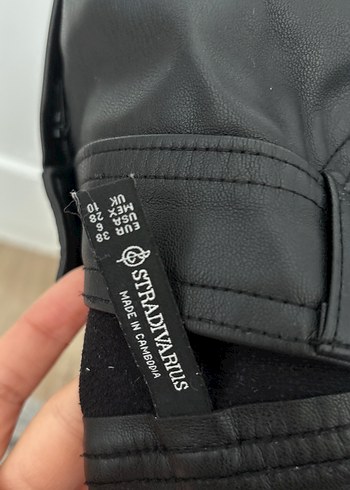 EUR 38
USA 6
MEX 28
UK 10
STRADIVARIUS
MADE IN CAMBODIA